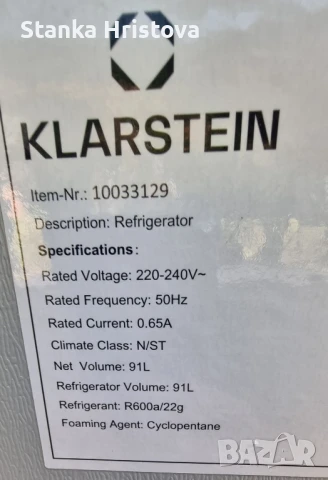 Stanka Hristova
KLARSTEIN
Item-Nr.: 10033129
Description: Refrigerator
Specifications:
Rated Voltage: 220-240V~
Rated Frequency: 50Hz
Rated Current: 0.65A
Climate Class: N/ST
Net Volume: 91L
Refrigerator Volume: 91L
Refrigerant: R600a/22g
Foaming Agent: Cyclopentane
BAZAR